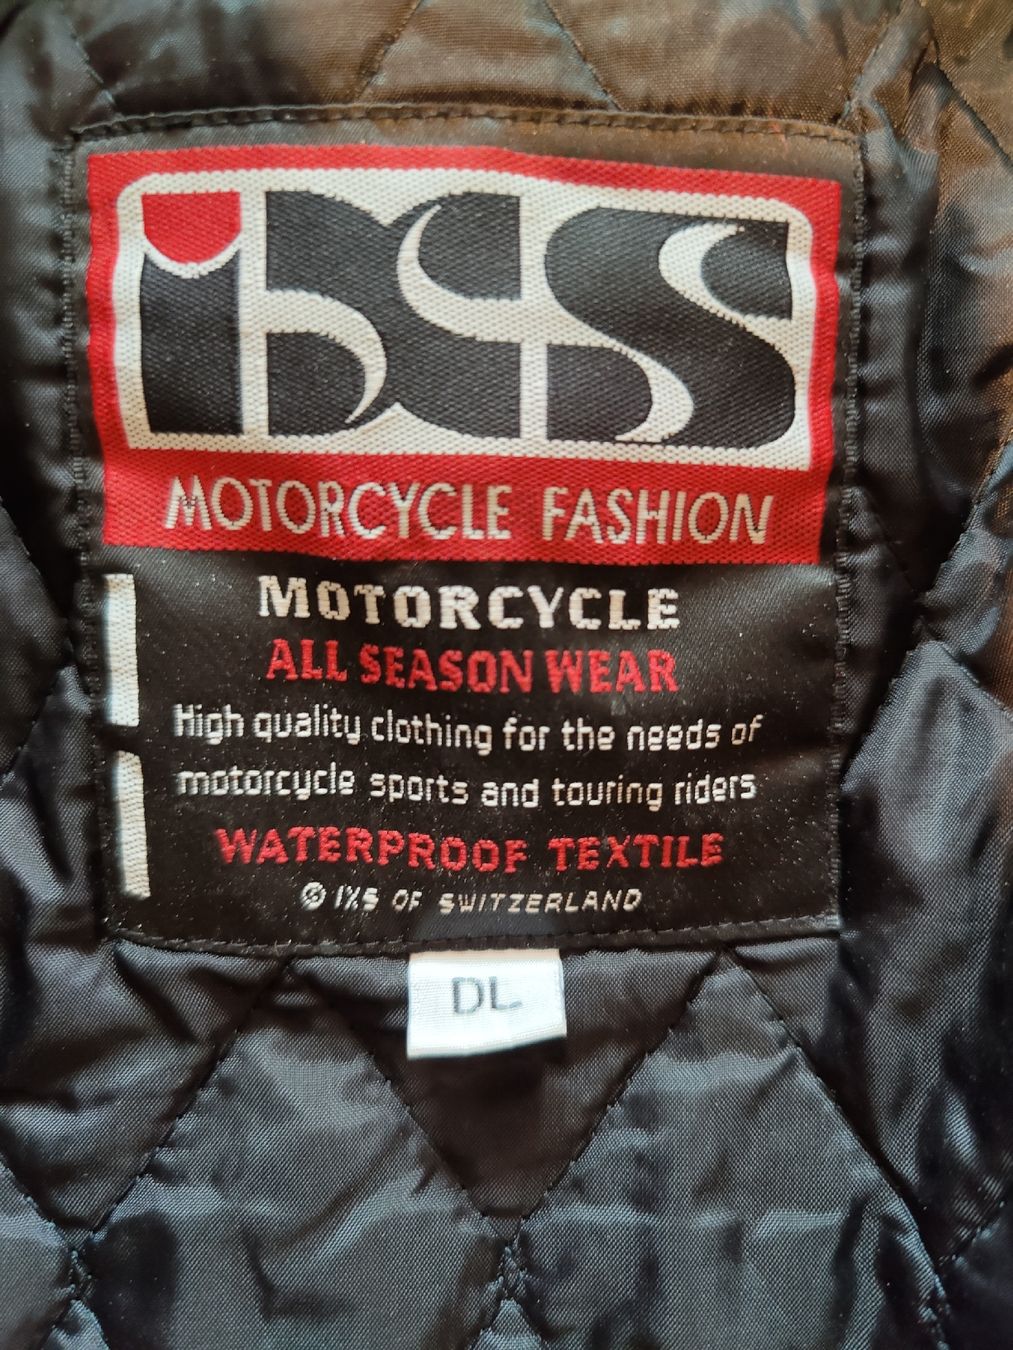 iXS
MOTORCYCLE FASHION
MOTORCYCLE
ALL SEASON WEAR
High quality clothing for the needs of
motorcycle sports and touring riders
WATERPROOF TEXTILE
© IXS OF SWITZERLAND
DL